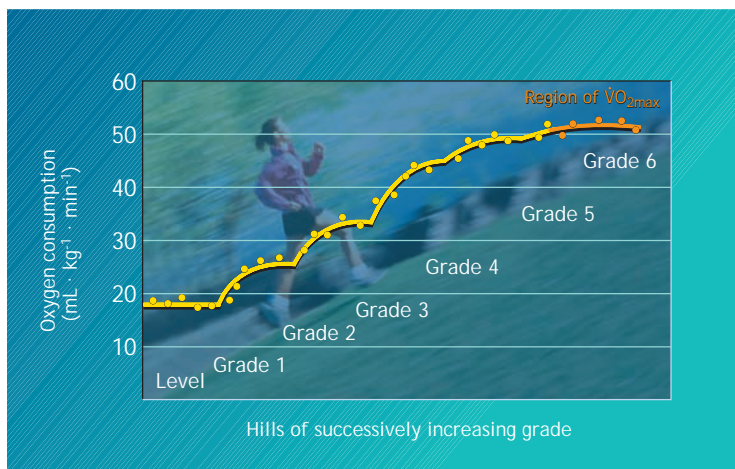 60
Region of V̇O2max
50
Grade 6
40
Grade 5
30
Grade 4
20
Grade 3
Grade 2
10
Grade 1
Level
Oxygen consumption
(mL · kg-1 · min-1)
Hills of successively increasing grade